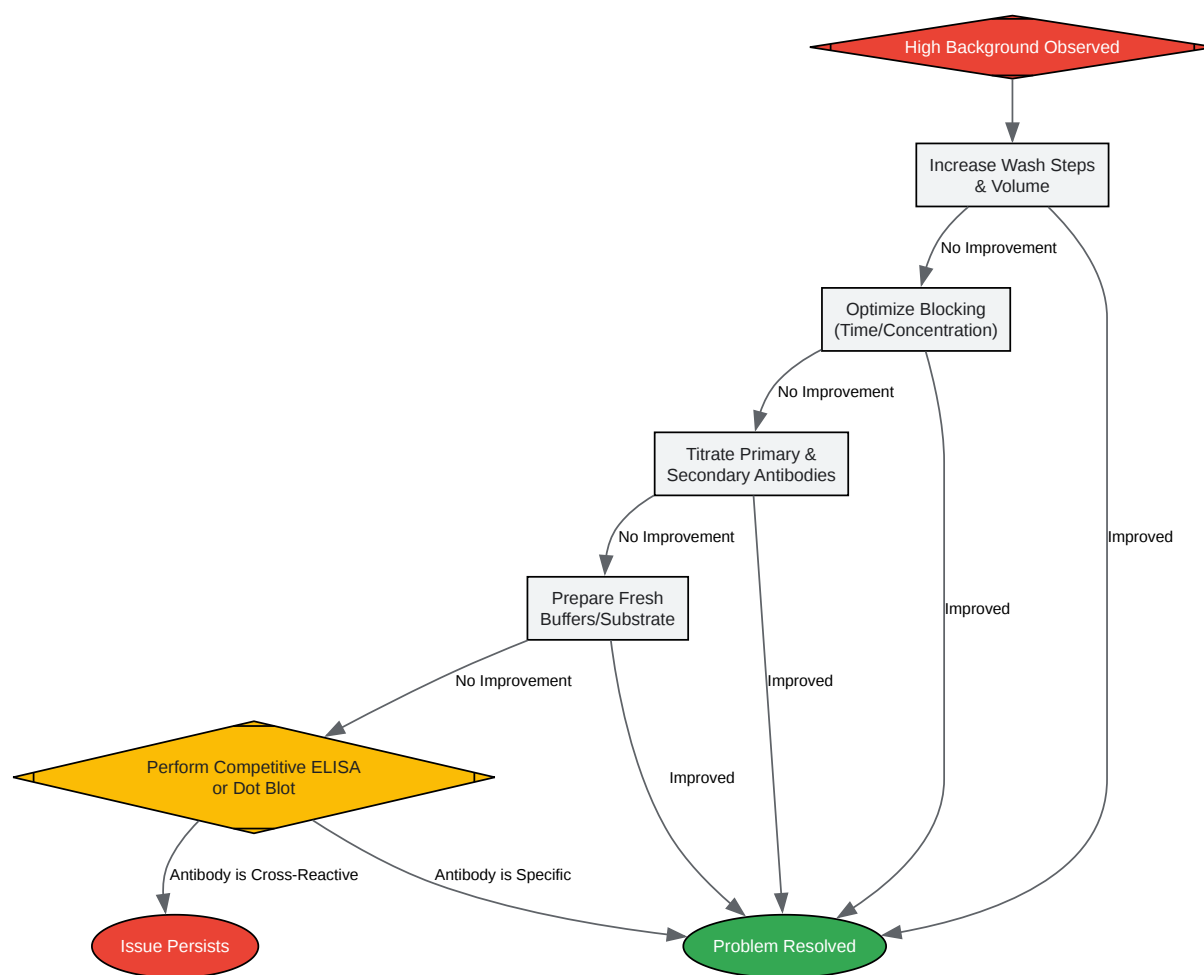 High Background Observed
Increase Wash Steps
& Volume
No Improvement
Optimize Blocking
(Time/Concentration)
No Improvement
Titrate Primary &
Secondary Antibodies
No Improvement
Improved
Prepare Fresh
Buffers/Substrate
Improved
No Improvement
Improved
Perform Competitive ELISA
or Dot Blot
Improved
Antibody is Cross-Reactive
Antibody is Specific
Issue Persists
Problem Resolved